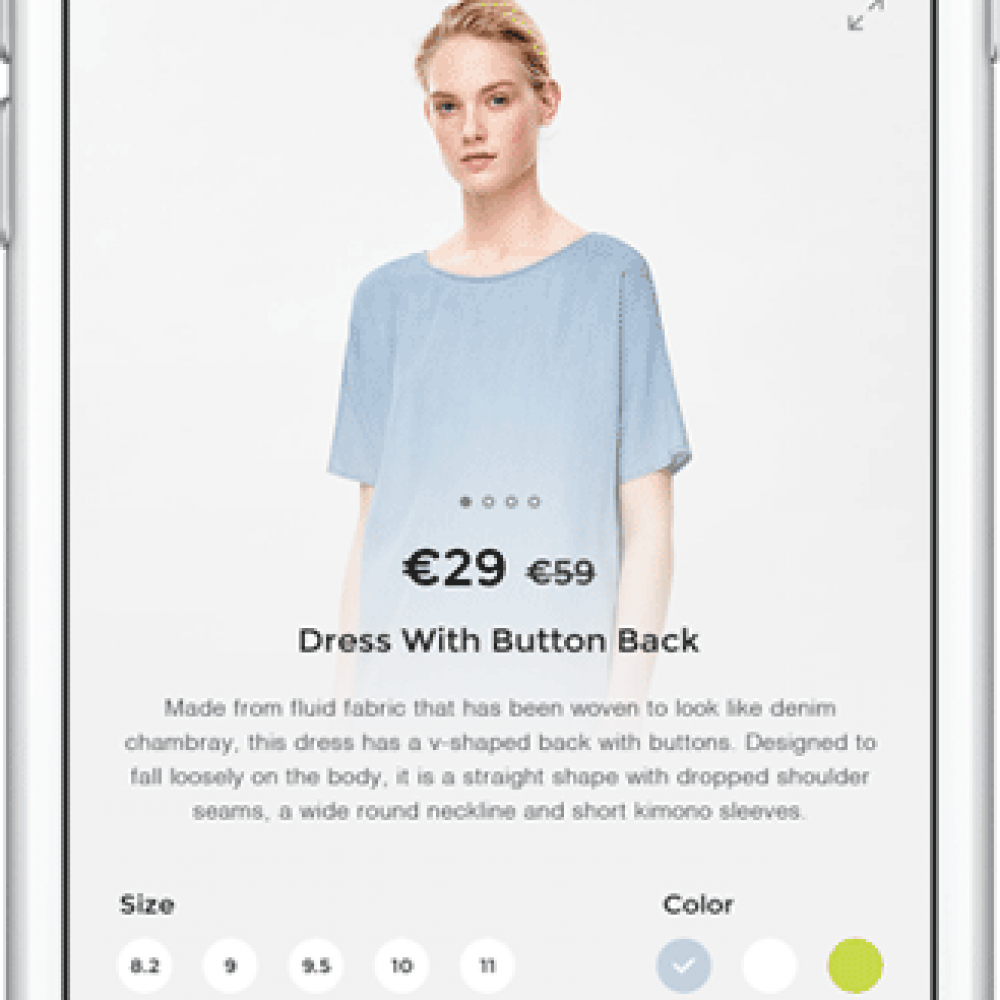 €29 €59
Dress With Button Back
Made from fluid fabric that has been woven to look like denim
chambray, this dress has a v-shaped back with buttons. Designed to
fall loosely on the body, it is a straight shape with dropped shoulder
seams, a wide round neckline and short kimono sleeves.
Size Color
8.2 9 9.5 10 11